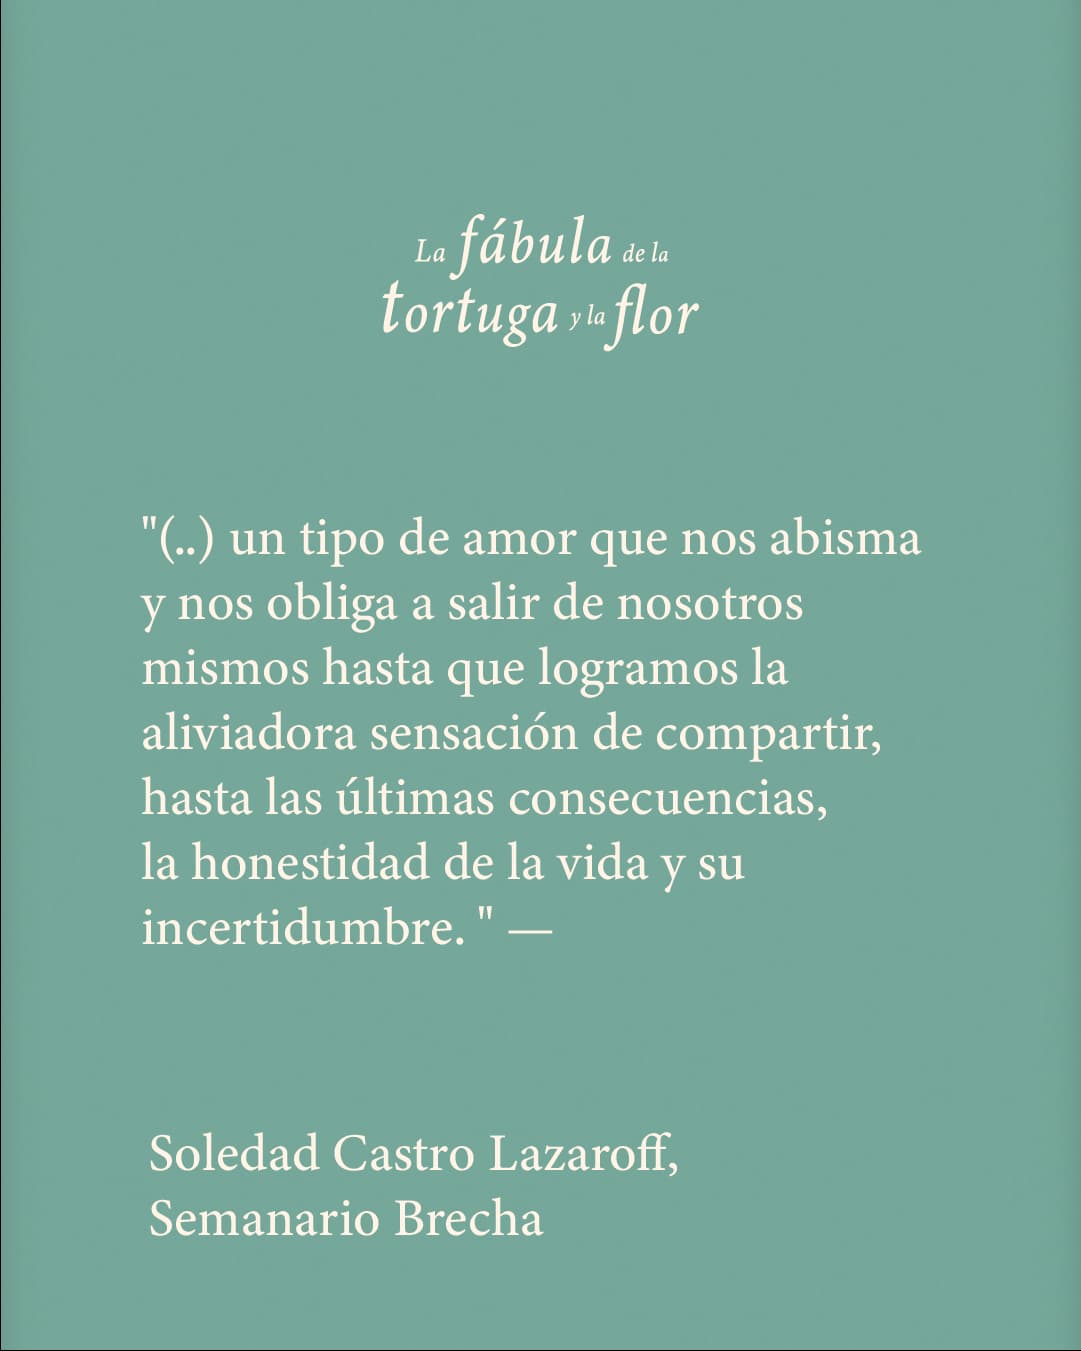 La fábula de la
tortuga y la flor
"(..) un tipo de amor que nos abisma
y nos obliga a salir de nosotros
mismos hasta que logramos la
aliviadora sensación de compartir,
hasta las últimas consecuencias,
la honestidad de la vida y su
incertidumbre. " —
Soledad Castro Lazaroff,
Semanario Brecha